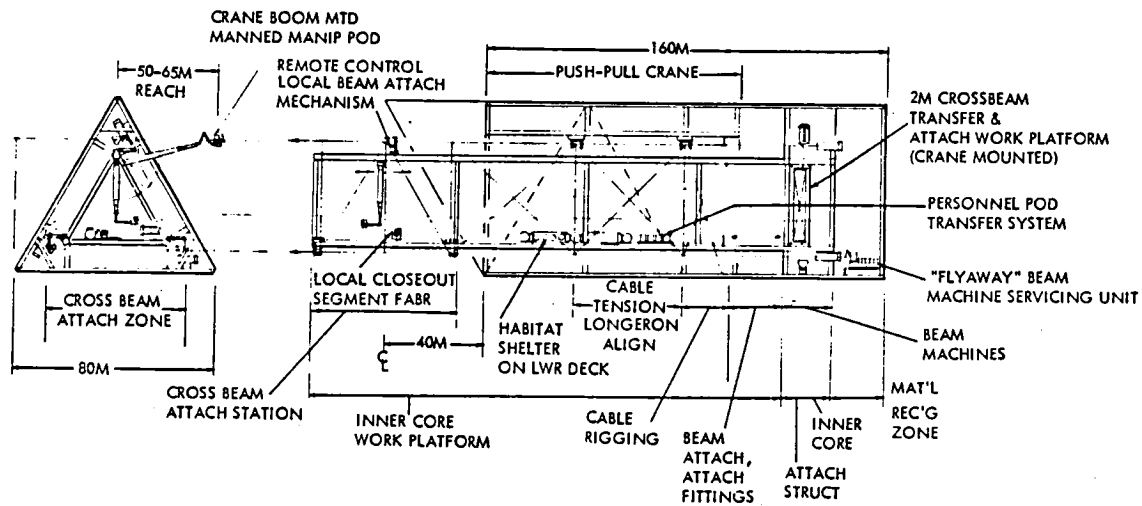 CRANE BOOM MTD
MANNED MANIP POD
50-65M
REACH
REMOTE CONTROL
LOCAL BEAM ATTACH
MECHANISM
160M
PUSH-PULL CRANE
2M CROSSBEAM
TRANSFER &
ATTACH WORK PLATFORM
(CRANE MOUNTED)
PERSONNEL POD
TRANSFER SYSTEM
"FLYAWAY" BEAM
MACHINE SERVICING UNIT
CROSS BEAM
ATTACH ZONE
80M
LOCAL CLOSEOUT
SEGMENT FABR
40M
HABITAT
SHELTER
ON LWR DECK
CABLE
TENSION
LONGERON
ALIGN
BEAM
MACHINES
CROSS BEAM
ATTACH STATION
INNER CORE
WORK PLATFORM
CABLE
RIGGING
BEAM
ATTACH,
ATTACH
FITTINGS
INNER
CORE
ATTACH
STRUCT
MAT'L
REC'G
ZONE